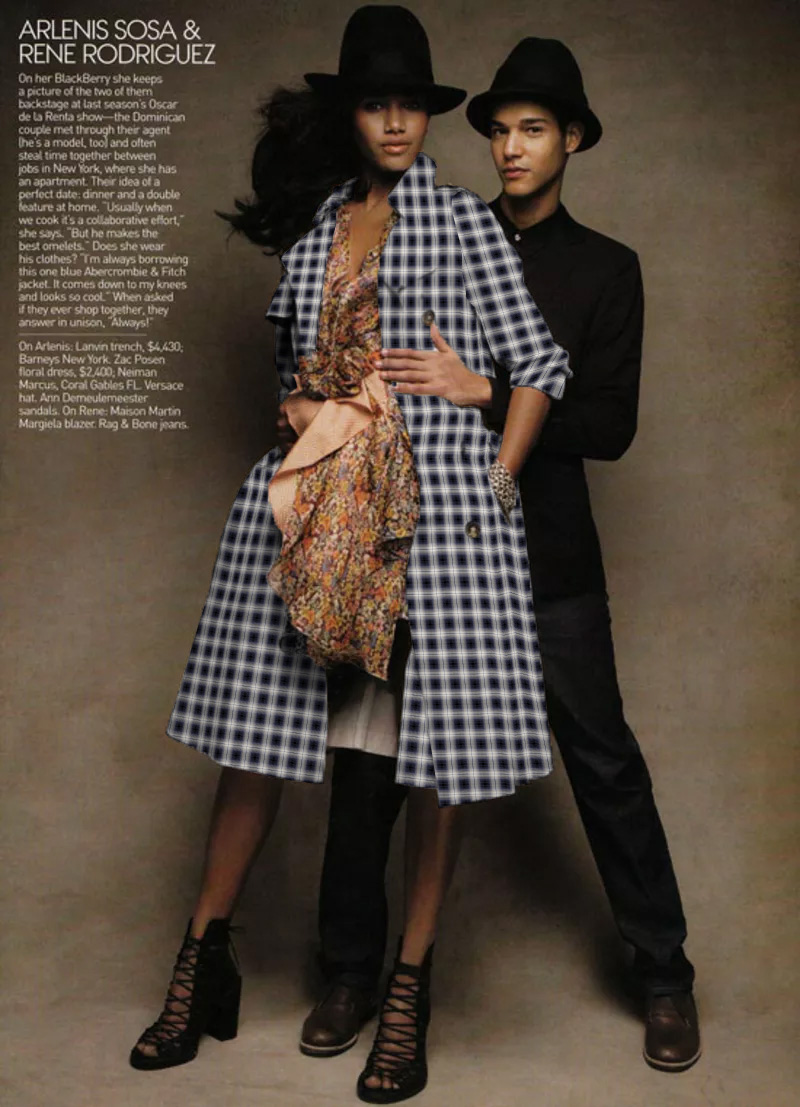 ARLENIS SOSA &
RENE RODRIGUEZ
On her BlackBerry she keeps
a picture of the two of them
backstage at last season's Oscar
de la Renta show—the Dominican
couple met through their agent
(he's a model, too) and often
steal time together between
jobs in New York, where she has
an apartment. Their idea of a
perfect date: dinner and a double
feature at home. "Usually when
we cook it's a collaborative effort,"
she says. "But he makes the
best omelets." Does she wear
his clothes? "I'm always borrowing
this one blue Abercrombie & Fitch
jacket. It comes down to my knees
and looks so cool." When asked
if they ever shop together, they
answer in unison, "Always!"
On Arlenis: Lanvin trench, $4,430;
Barneys New York. Zac Posen
floral dress, $2,400; Neiman
Marcus, Coral Gables FL. Versace
hat. Ann Demeulemeester
sandals. On Rene: Maison Martin
Margiela blazer. Rag & Bone jeans.